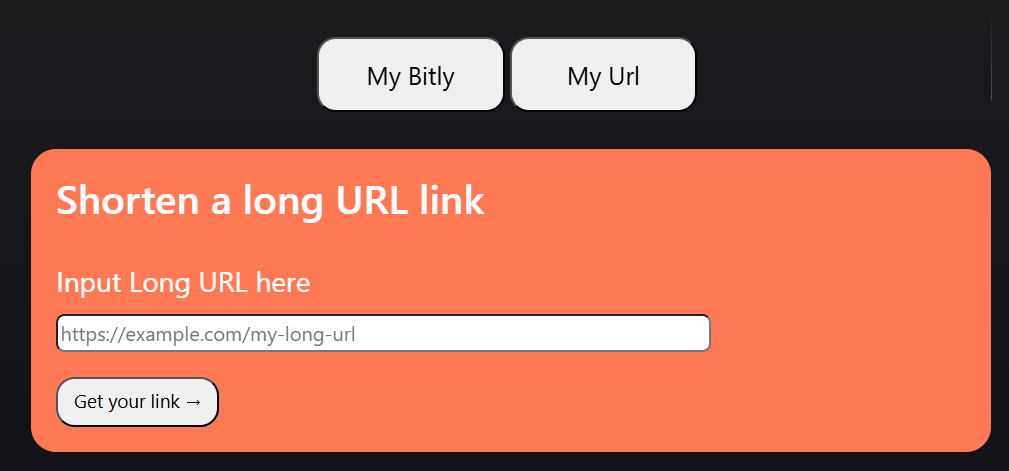 My Bitly My Url
Shorten a long URL link
Input Long URL here
https://example.com/my-long-url
Get your link →